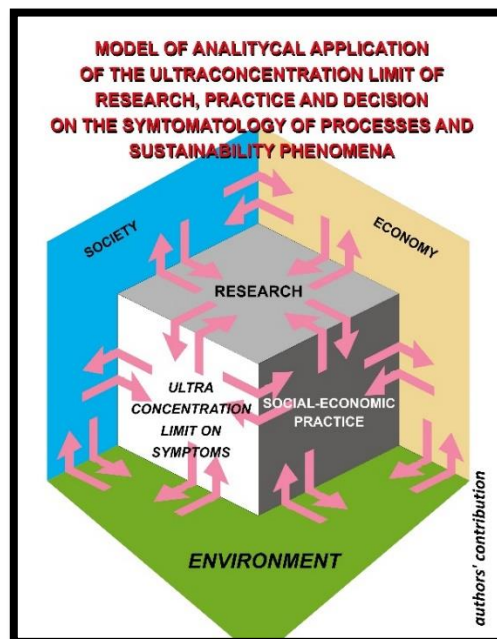 MODEL OF ANALITYCAL APPLICATION
OF THE ULTRACONCENTRATION LIMIT OF
RESEARCH, PRACTICE AND DECISION
ON THE SYMTOMATOLOGY OF PROCESSES AND
SUSTAINABILITY PHENOMENA
SOCIETY
ECONOMY
RESEARCH
ULTRA
CONCENTRATION
LIMIT ON
SYMPTOMS
SOCIAL-ECONOMIC
PRACTICE
ENVIRONMENT
authors' contribution